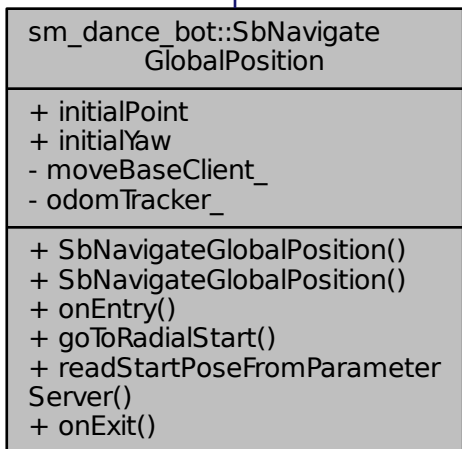 sm_dance_bot::SbNavigate
GlobalPosition
+ initialPoint
+ initialYaw
- moveBaseClient_
- odomTracker_
+ SbNavigateGlobalPosition()
+ SbNavigateGlobalPosition()
+ onEntry()
+ goToRadialStart()
+ readStartPoseFromParameter
Server()
+ onExit()